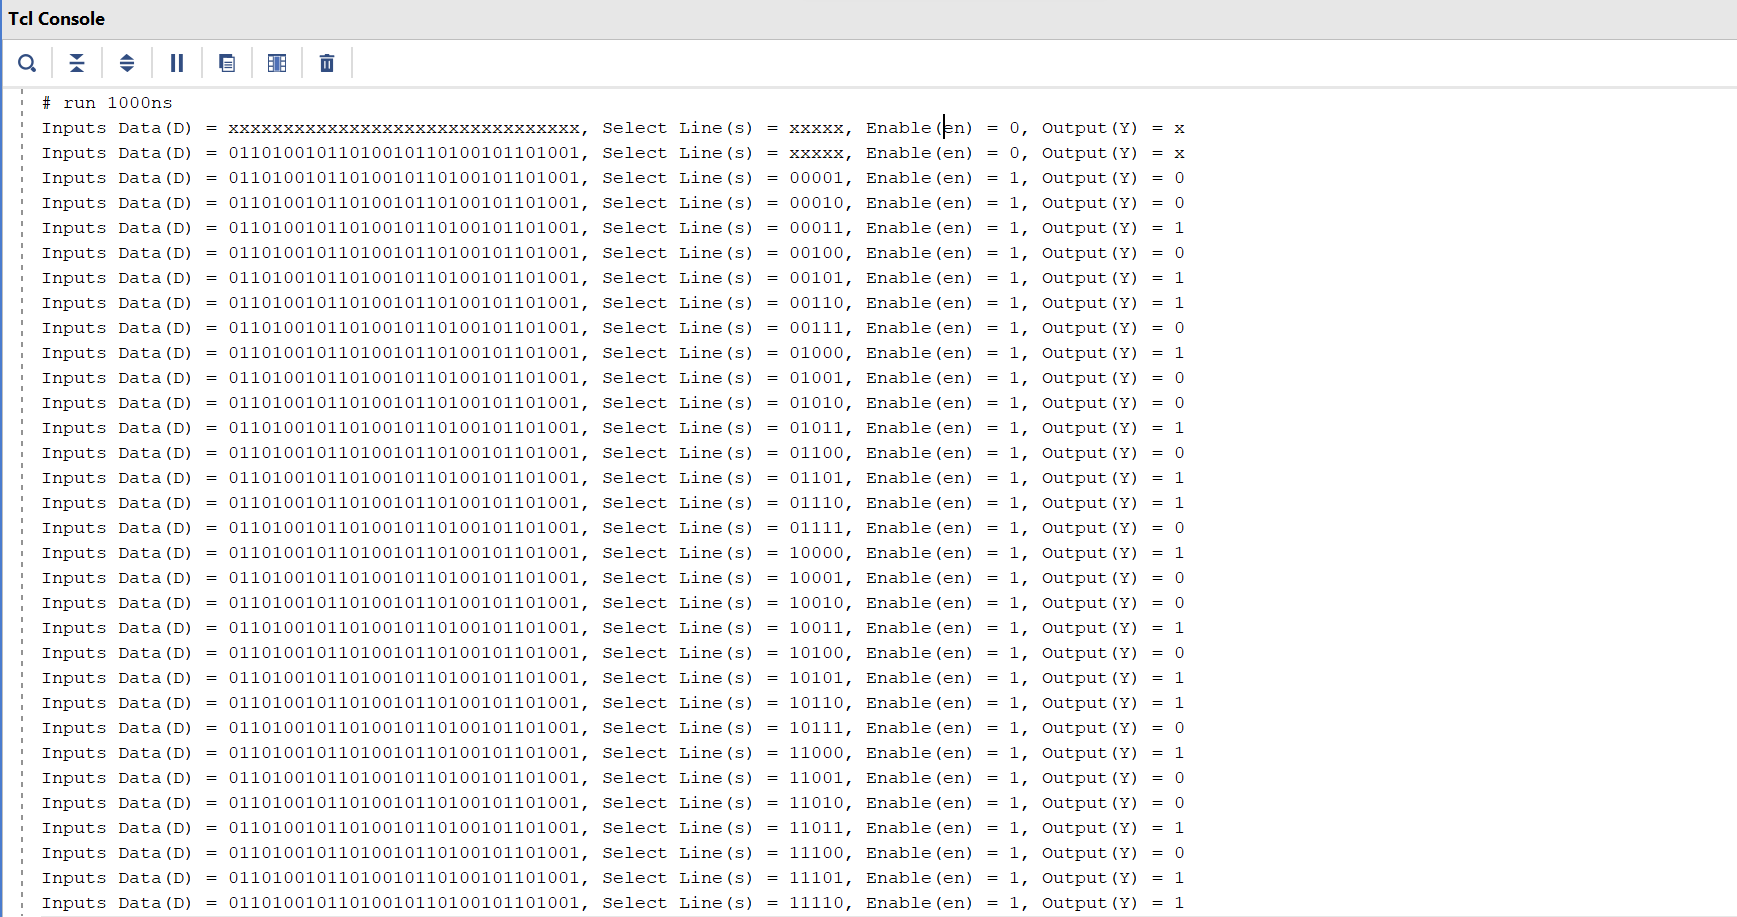 Tcl Console
# run 1000ns
Inputs Data(D) = xxxxxxxxxxxxxxxxxxxxxxxxxxxxxxxx, Select Line(s) = xxxxx, Enable(en) = 0, Output(Y) = x
Inputs Data(D) = 01101001011010010110100101101001, Select Line(s) = xxxxx, Enable(en) = 0, Output(Y) = x
Inputs Data(D) = 01101001011010010110100101101001, Select Line(s) = 00001, Enable(en) = 1, Output(Y) = 0
Inputs Data(D) = 01101001011010010110100101101001, Select Line(s) = 00010, Enable(en) = 1, Output(Y) = 0
Inputs Data(D) = 01101001011010010110100101101001, Select Line(s) = 00011, Enable(en) = 1, Output(Y) = 1
Inputs Data(D) = 01101001011010010110100101101001, Select Line(s) = 00100, Enable(en) = 1, Output(Y) = 0
Inputs Data(D) = 01101001011010010110100101101001, Select Line(s) = 00101, Enable(en) = 1, Output(Y) = 1
Inputs Data(D) = 01101001011010010110100101101001, Select Line(s) = 00110, Enable(en) = 1, Output(Y) = 1
Inputs Data(D) = 01101001011010010110100101101001, Select Line(s) = 00111, Enable(en) = 1, Output(Y) = 0
Inputs Data(D) = 01101001011010010110100101101001, Select Line(s) = 01000, Enable(en) = 1, Output(Y) = 1
Inputs Data(D) = 01101001011010010110100101101001, Select Line(s) = 01001, Enable(en) = 1, Output(Y) = 0
Inputs Data(D) = 01101001011010010110100101101001, Select Line(s) = 01010, Enable(en) = 1, Output(Y) = 0
Inputs Data(D) = 01101001011010010110100101101001, Select Line(s) = 01011, Enable(en) = 1, Output(Y) = 1
Inputs Data(D) = 01101001011010010110100101101001, Select Line(s) = 01100, Enable(en) = 1, Output(Y) = 0
Inputs Data(D) = 01101001011010010110100101101001, Select Line(s) = 01101, Enable(en) = 1, Output(Y) = 1
Inputs Data(D) = 01101001011010010110100101101001, Select Line(s) = 01110, Enable(en) = 1, Output(Y) = 1
Inputs Data(D) = 01101001011010010110100101101001, Select Line(s) = 01111, Enable(en) = 1, Output(Y) = 0
Inputs Data(D) = 01101001011010010110100101101001, Select Line(s) = 10000, Enable(en) = 1, Output(Y) = 1
Inputs Data(D) = 01101001011010010110100101101001, Select Line(s) = 10001, Enable(en) = 1, Output(Y) = 0
Inputs Data(D) = 01101001011010010110100101101001, Select Line(s) = 10010, Enable(en) = 1, Output(Y) = 0
Inputs Data(D) = 01101001011010010110100101101001, Select Line(s) = 10011, Enable(en) = 1, Output(Y) = 1
Inputs Data(D) = 01101001011010010110100101101001, Select Line(s) = 10100, Enable(en) = 1, Output(Y) = 0
Inputs Data(D) = 01101001011010010110100101101001, Select Line(s) = 10101, Enable(en) = 1, Output(Y) = 1
Inputs Data(D) = 01101001011010010110100101101001, Select Line(s) = 10110, Enable(en) = 1, Output(Y) = 1
Inputs Data(D) = 01101001011010010110100101101001, Select Line(s) = 10111, Enable(en) = 1, Output(Y) = 0
Inputs Data(D) = 01101001011010010110100101101001, Select Line(s) = 11000, Enable(en) = 1, Output(Y) = 1
Inputs Data(D) = 01101001011010010110100101101001, Select Line(s) = 11001, Enable(en) = 1, Output(Y) = 0
Inputs Data(D) = 01101001011010010110100101101001, Select Line(s) = 11010, Enable(en) = 1, Output(Y) = 0
Inputs Data(D) = 01101001011010010110100101101001, Select Line(s) = 11011, Enable(en) = 1, Output(Y) = 1
Inputs Data(D) = 01101001011010010110100101101001, Select Line(s) = 11100, Enable(en) = 1, Output(Y) = 0
Inputs Data(D) = 01101001011010010110100101101001, Select Line(s) = 11101, Enable(en) = 1, Output(Y) = 1
Inputs Data(D) = 01101001011010010110100101101001, Select Line(s) = 11110, Enable(en) = 1, Output(Y) = 1